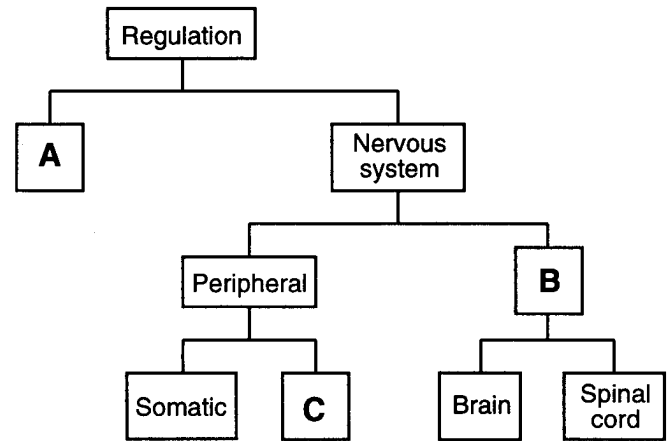 Regulation
A
Nervous
system
Peripheral
B
Somatic
C
Brain
Spinal
cord